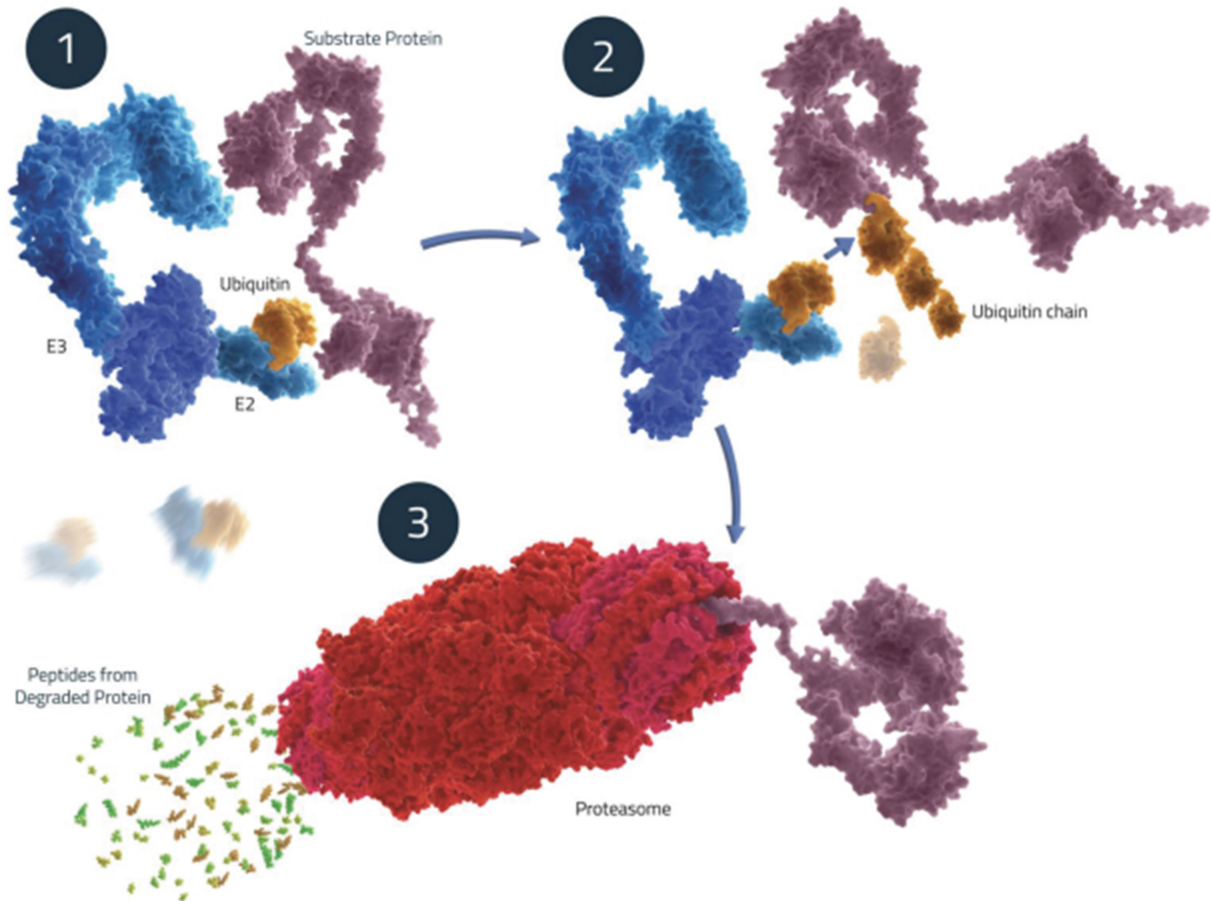 1
Substrate Protein
Ubiquitin
E3
E2
2
Ubiquitin chain
3
Peptides from
Degraded Protein
Proteasome